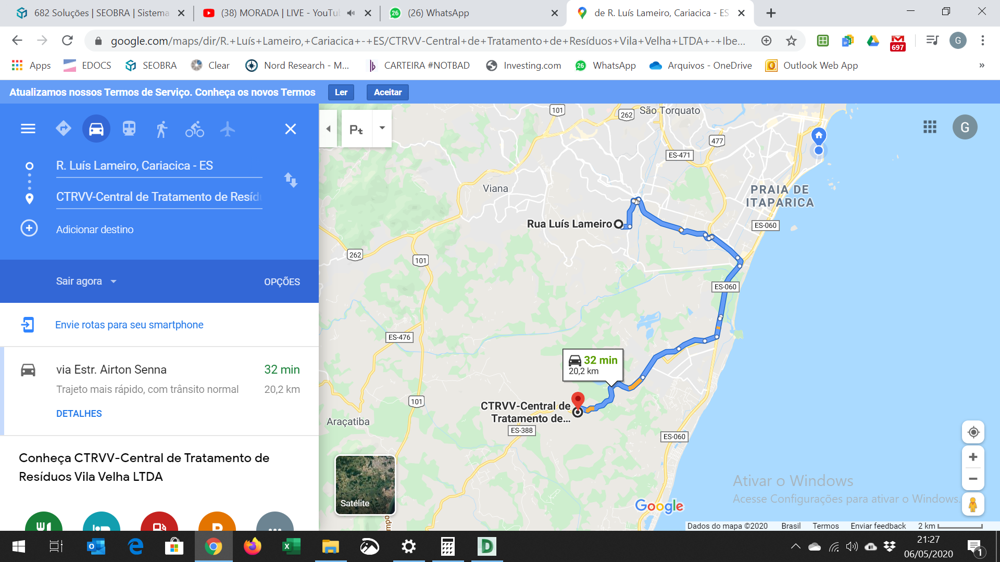 682 Soluções | SEOBRA | Sistema
(38) MORADA | LIVE - YouTu
(26) WhatsApp
de R. Luís Lameiro, Cariacica - ES
google.com/maps/dir/R.+Luís+Lameiro,+Cariacica+-+ES/CTRVV-Central+de+Tratamento+de+Resíduos+Vila+Velha+LTDA+-+Ibe...
697
G
Apps
EDOCS
SEOBRA
Clear
Nord Research - M...
CARTEIRA #NOTBAD
Investing.com
26
WhatsApp
Arquivos - OneDrive
Outlook Web App
»
Atualizamos nossos Termos de Serviço. Conheça os novos Termos
Ler
Aceitar
R. Luís Lameiro, Cariacica - ES
CTRVV-Central de Tratamento de Resíd
Adicionar destino
Sair agora
OPÇÕES
Envie rotas para seu smartphone
via Estr. Airton Senna
32 min
Trajeto mais rápido, com trânsito normal
20,2 km
DETALHES
Conheça CTRVV-Central de Tratamento de
Resíduos Vila Velha LTDA
Pt
101
262
São Torquato
477
ES-471
G
Viana
PRAIA DE
ITAPARICA
Rua Luís Lameiro
ES-060
262
101
ES-060
ES-476
32 min
20,2 km
101
CTRVV-Central de
Tratamento de...
Araçatiba
ES-388
ES-060
Satélite
Google
Ativar o Windows
Acesse Configurações para ativar o Windows.
Dados do mapa ©2020
Brasil
Termos
Enviar feedback
2 km
21:27
06/05/2020
1